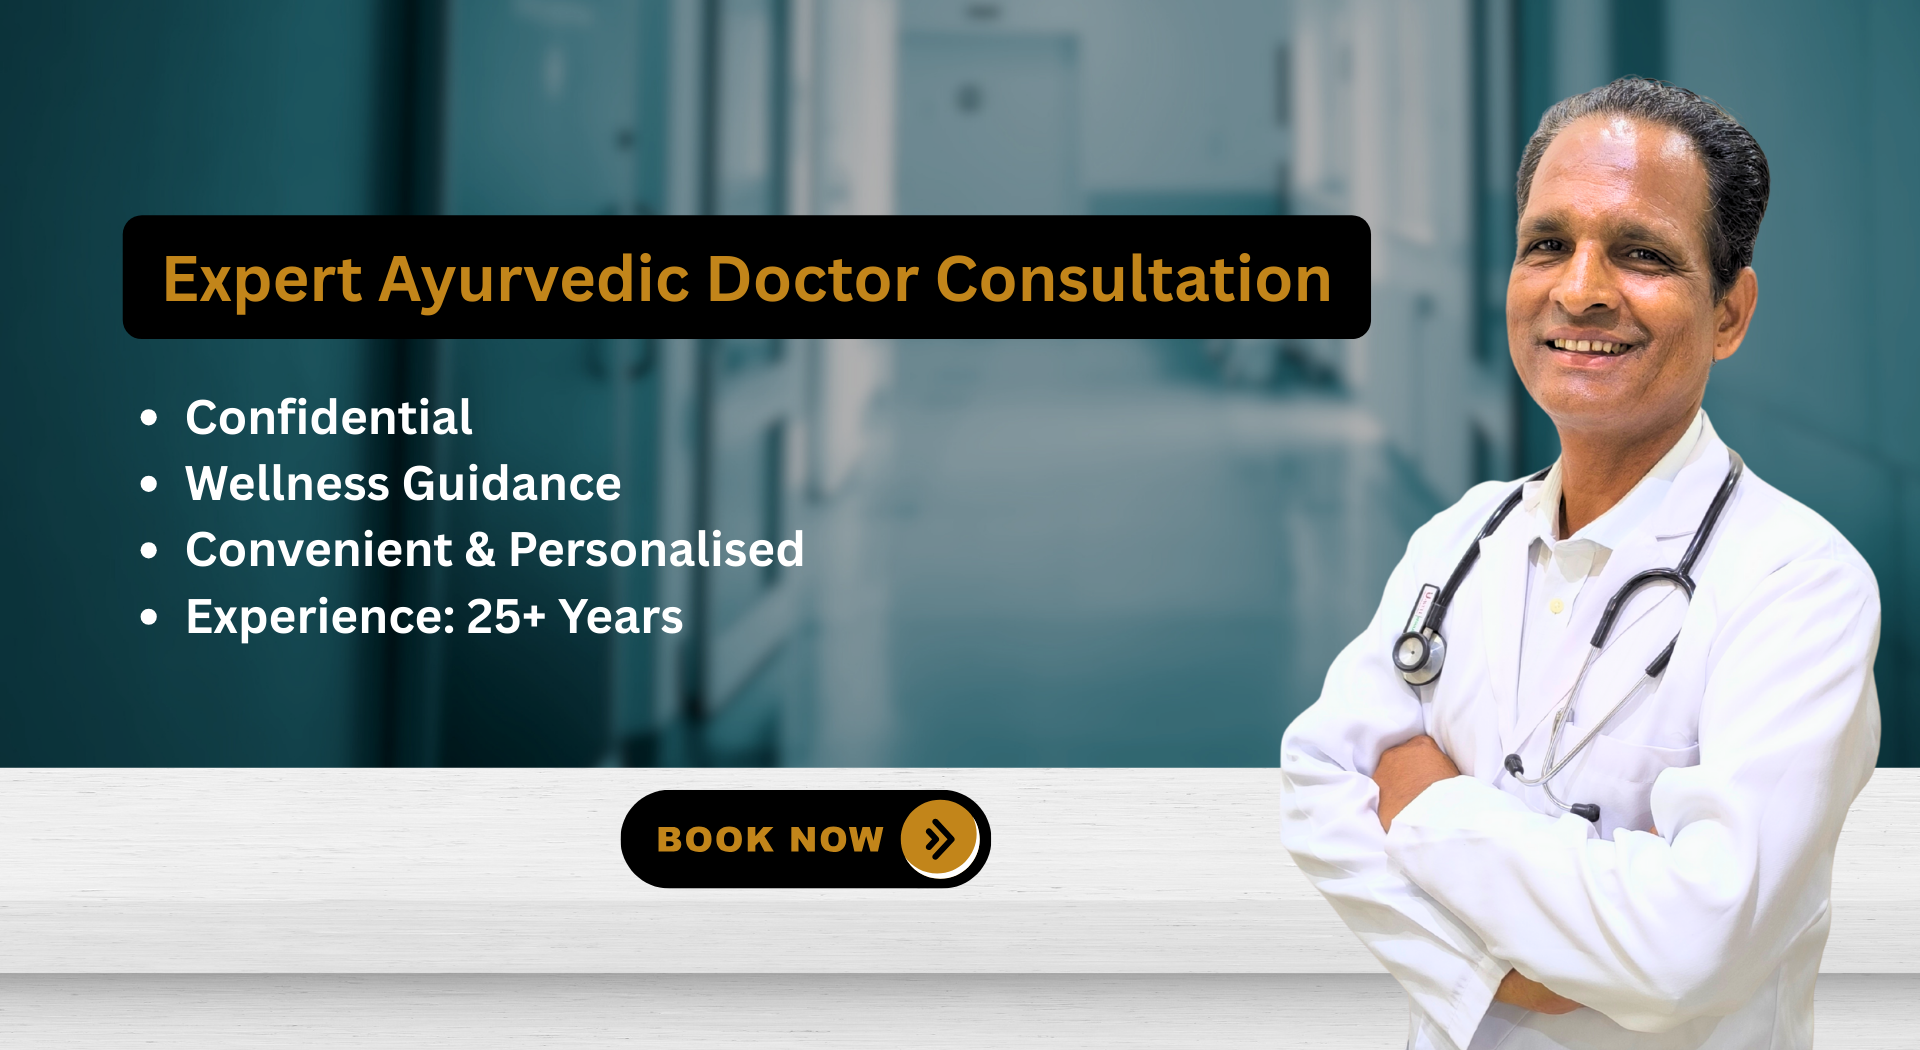 Expert Ayurvedic Doctor Consultation
• Confidential
• Wellness Guidance
• Convenient & Personalised
• Experience: 25+ Years
BOOK NOW